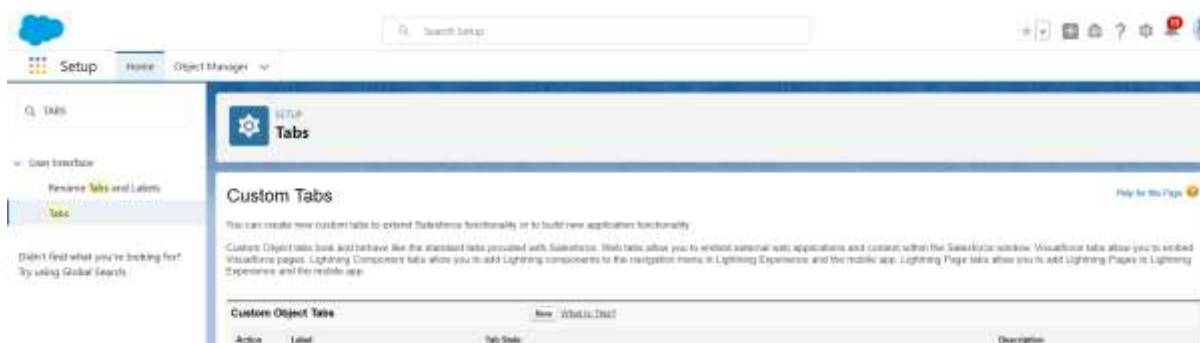 Search Setup
Setup Home Object Manager
TABS
SETUP
Tabs
User Interface
Rename Tabs and Labels
Tabs
Didn't find what you're looking for?
Try using Global Search.
Custom Tabs
Help for this Page
You can create new custom tabs to extend Salesforce functionality or to build new application functionality.
Custom Object tabs look and behave like the standard tabs provided with Salesforce. Web tabs allow you to embed external web applications and content within the Salesforce window. Visualforce tabs allow you to embed
Visualforce pages. Lightning Component tabs allow you to add Lightning components to the navigation menu in Lightning Experience and the mobile app. Lightning Page tabs allow you to add Lightning Pages to Lightning
Experience and the mobile app.
Custom Object Tabs New What Is This?
Action Label Tab Style Description